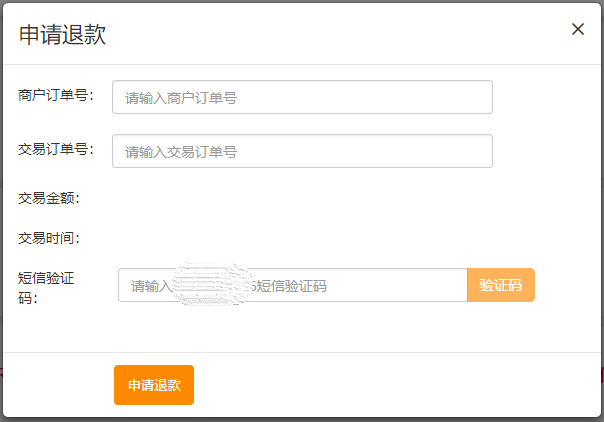 申请退款
×
商户订单号：
请输入商户订单号
交易订单号：
请输入交易订单号
交易金额：
交易时间：
短信验证
码：
请输入 6短信验证码
验证码
申请退款